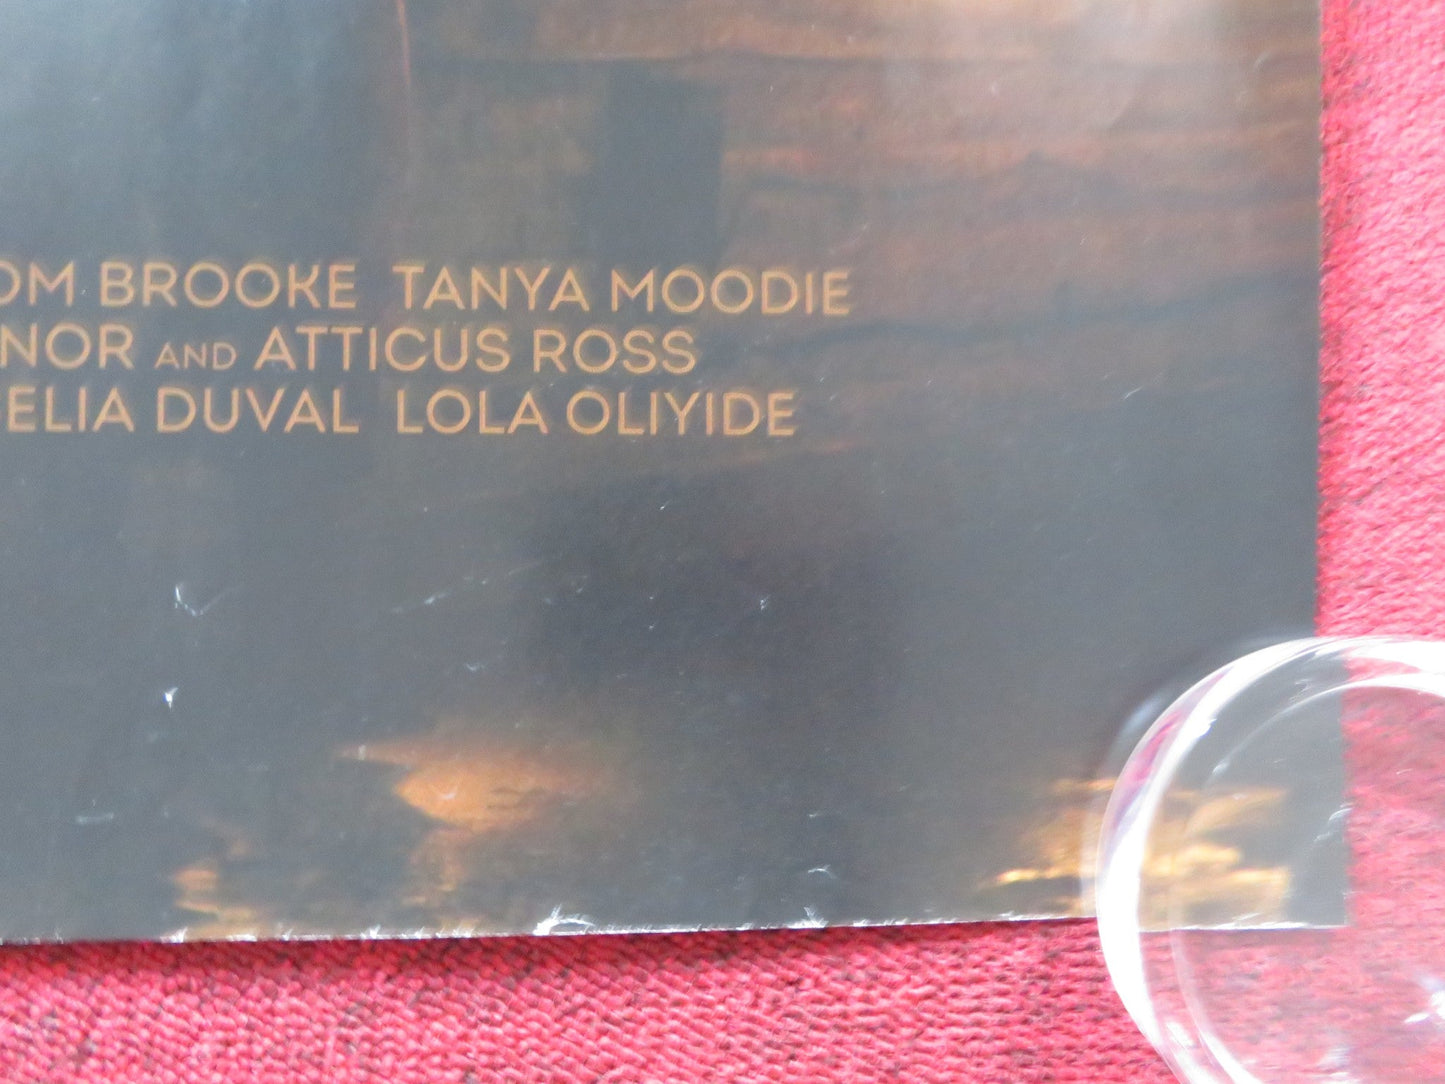 OM BROOKE TANYA MOODIE
NOR AND ATTICUS ROSS
ELIA DUVAL LOLA OLIYIDE